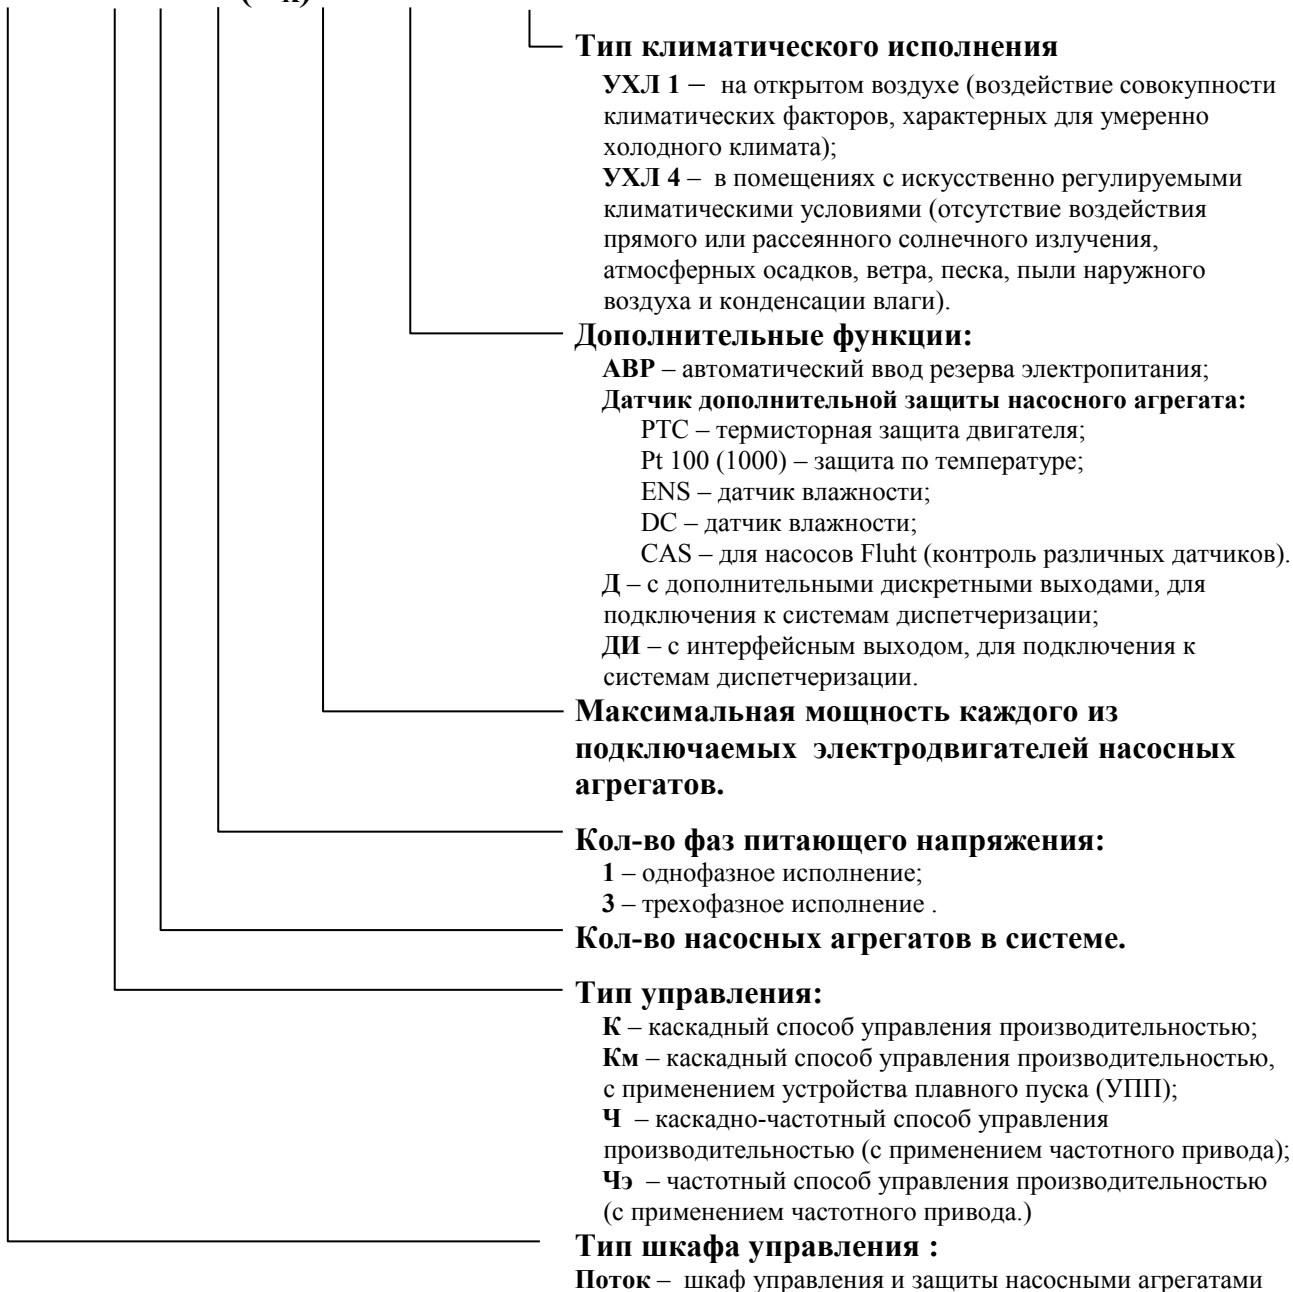 Тип климатического исполнения
УХЛ 1 – на открытом воздухе (воздействие совокупности
климатических факторов, характерных для умеренно
холодного климата);
УХЛ 4 – в помещениях с искусственно регулируемыми
климатическими условиями (отсутствие воздействия
прямого или рассеянного солнечного излучения,
атмосферных осадков, ветра, песка, пыли наружного
воздуха и конденсации влаги).
Дополнительные функции:
АВР – автоматический ввод резерва электропитания;
Датчик дополнительной защиты насосного агрегата:
PTC – термисторная защита двигателя;
Pt 100 (1000) – защита по температуре;
ENS – датчик влажности;
DC – датчик влажности;
CAS – для насосов Fluht (контроль различных датчиков).
Д – с дополнительными дискретными выходами, для
подключения к системам диспетчеризации;
ДИ – с интерфейсным выходом, для подключения к
системам диспетчеризации.
Максимальная мощность каждого из
подключаемых электродвигателей насосных
агрегатов.
Кол-во фаз питающего напряжения:
1 – однофазное исполнение;
3 – трехофазное исполнение .
Кол-во насосных агрегатов в системе.
Тип управления:
К – каскадный способ управления производительностью;
Км – каскадный способ управления производительностью,
с применением устройства плавного пуска (УПП);
Ч – каскадно-частотный способ управления
производительностью (с применением частотного привода);
Чэ – частотный способ управления производительностью
(с применением частотного привода.)
Тип шкафа управления :
Поток – шкаф управления и защиты насосными агрегатами